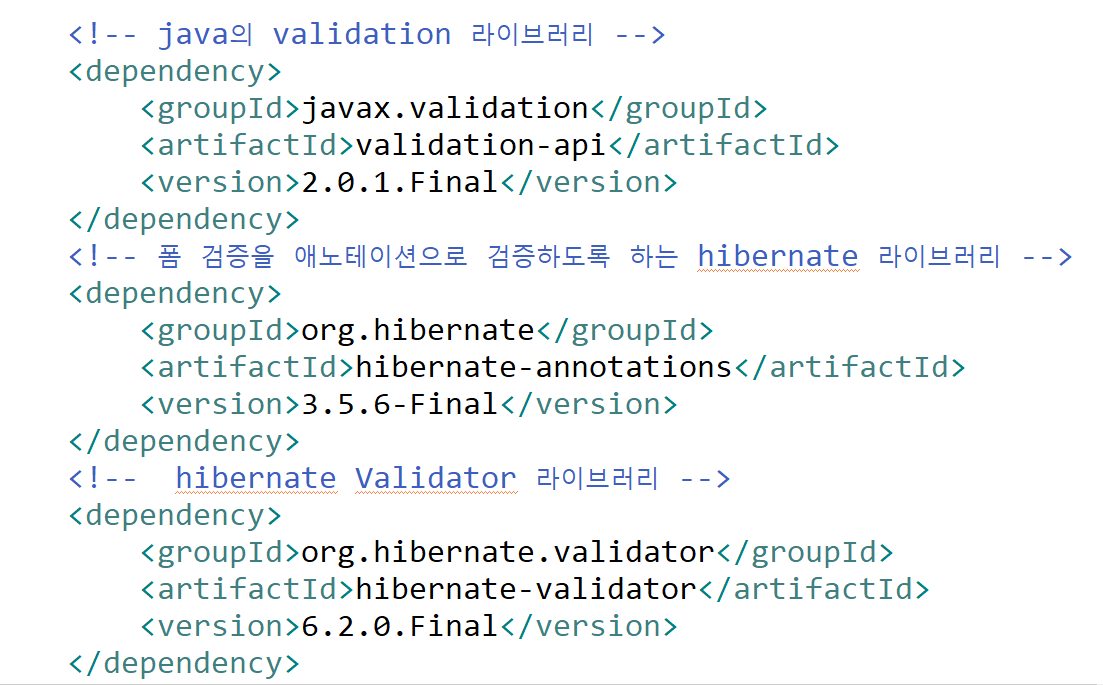 <!-- java의 validation 라이브러리 -->
<dependency>
    <groupId>javax.validation</groupId>
    <artifactId>validation-api</artifactId>
    <version>2.0.1.Final</version>
</dependency>
<!-- 폼 검증을 애노테이션으로 검증하도록 하는 hibernate 라이브러리 -->
<dependency>
    <groupId>org.hibernate</groupId>
    <artifactId>hibernate-annotations</artifactId>
    <version>3.5.6-Final</version>
</dependency>
<!--  hibernate Validator 라이브러리 -->
<dependency>
    <groupId>org.hibernate.validator</groupId>
    <artifactId>hibernate-validator</artifactId>
    <version>6.2.0.Final</version>
</dependency>